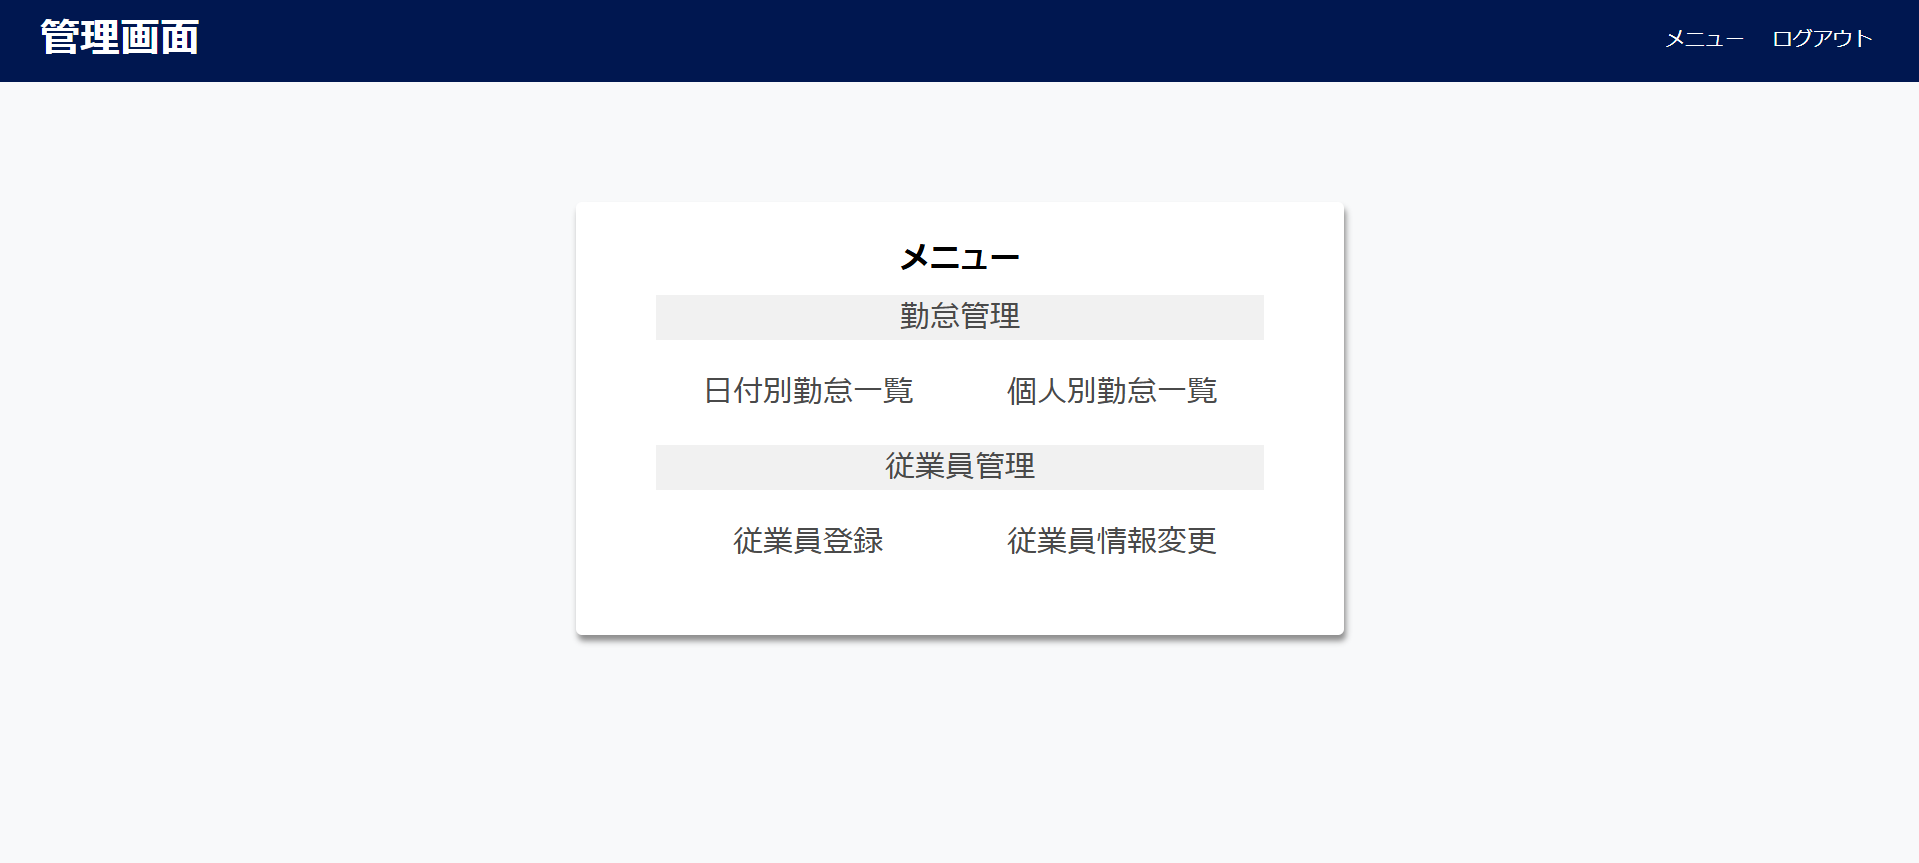 管理画面
メニュー ログアウト
メニュー
勤怠管理
日付別勤怠一覧 個人別勤怠一覧
従業員管理
従業員登録 従業員情報変更